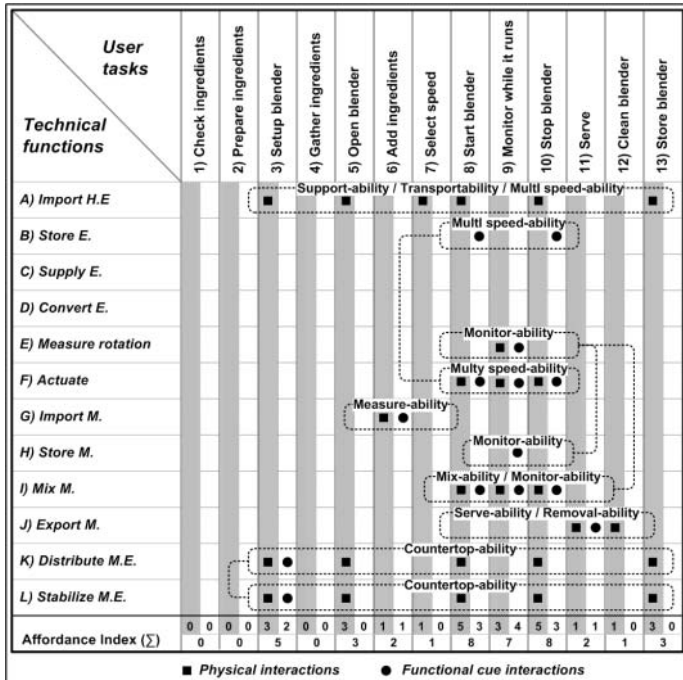 User
tasks
Technical
functions
1) Check ingredients
2) Prepare ingredients
3) Setup blender
4) Gather ingredients
5) Open blender
6) Add ingredients
7) Select speed
8) Start blender
9) Monitor while it runs
10) Stop blender
11) Serve
12) Clean blender
13) Store blender
A) Import H.E
Support-ability / Transportability / Multl speed-ability
B) Store E.
Multl speed-ability
C) Supply E.
D) Convert E.
E) Measure rotation
Monitor-ability
F) Actuate
Multy speed-ability
G) Import M.
Measure-ability
H) Store M.
Monitor-ability
I) Mix M.
Mix-ability / Monitor-ability
J) Export M.
Serve-ability / Removal-ability
K) Distribute M.E.
Countertop-ability
L) Stabilize M.E.
Countertop-ability
0 0 0 0 3 2 0 0 3 0 1 1 1 0 5 3 3 4 5 3 1 1 1 0 3 0
Affordance Index (Σ) 0 0 5 0 3 2 1 8 7 8 2 1 3
■ Physical interactions ● Functional cue interactions